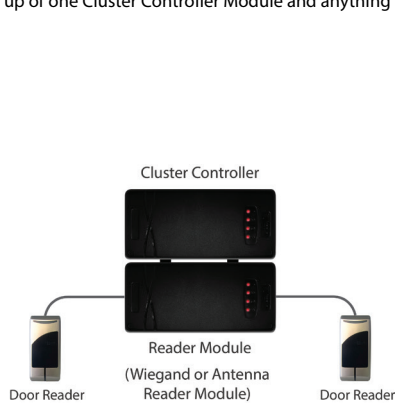 up of one Cluster Controller Module and anything
Cluster Controller
Reader Module
(Wiegand or Antenna
Reader Module)
Door Reader
Door Reader